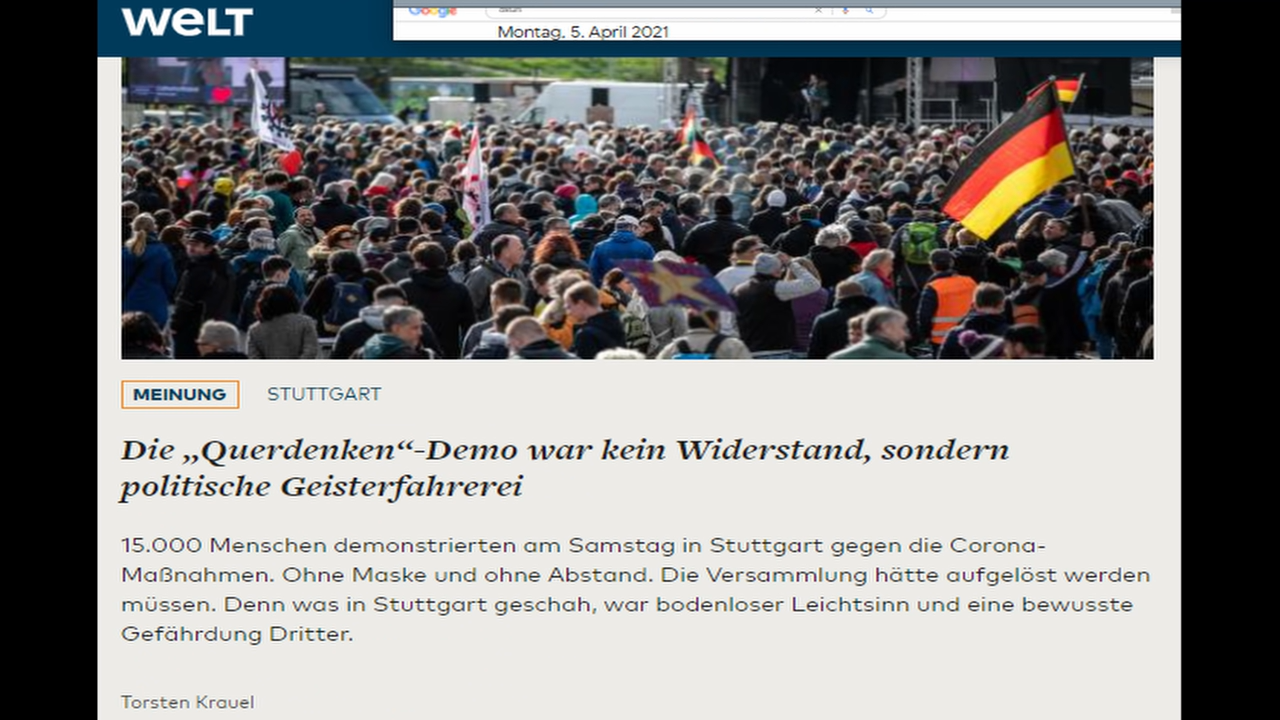 WELT
Google
Montag, 5. April 2021
MEINUNG STUTTGART
Die „Querdenken“-Demo war kein Widerstand, sondern
politische Geisterfahrerei
15.000 Menschen demonstrierten am Samstag in Stuttgart gegen die Corona-
Maßnahmen. Ohne Maske und ohne Abstand. Die Versammlung hätte aufgelöst werden
müssen. Denn was in Stuttgart geschah, war bodenloser Leichtsinn und eine bewusste
Gefährdung Dritter.
Torsten Krauel